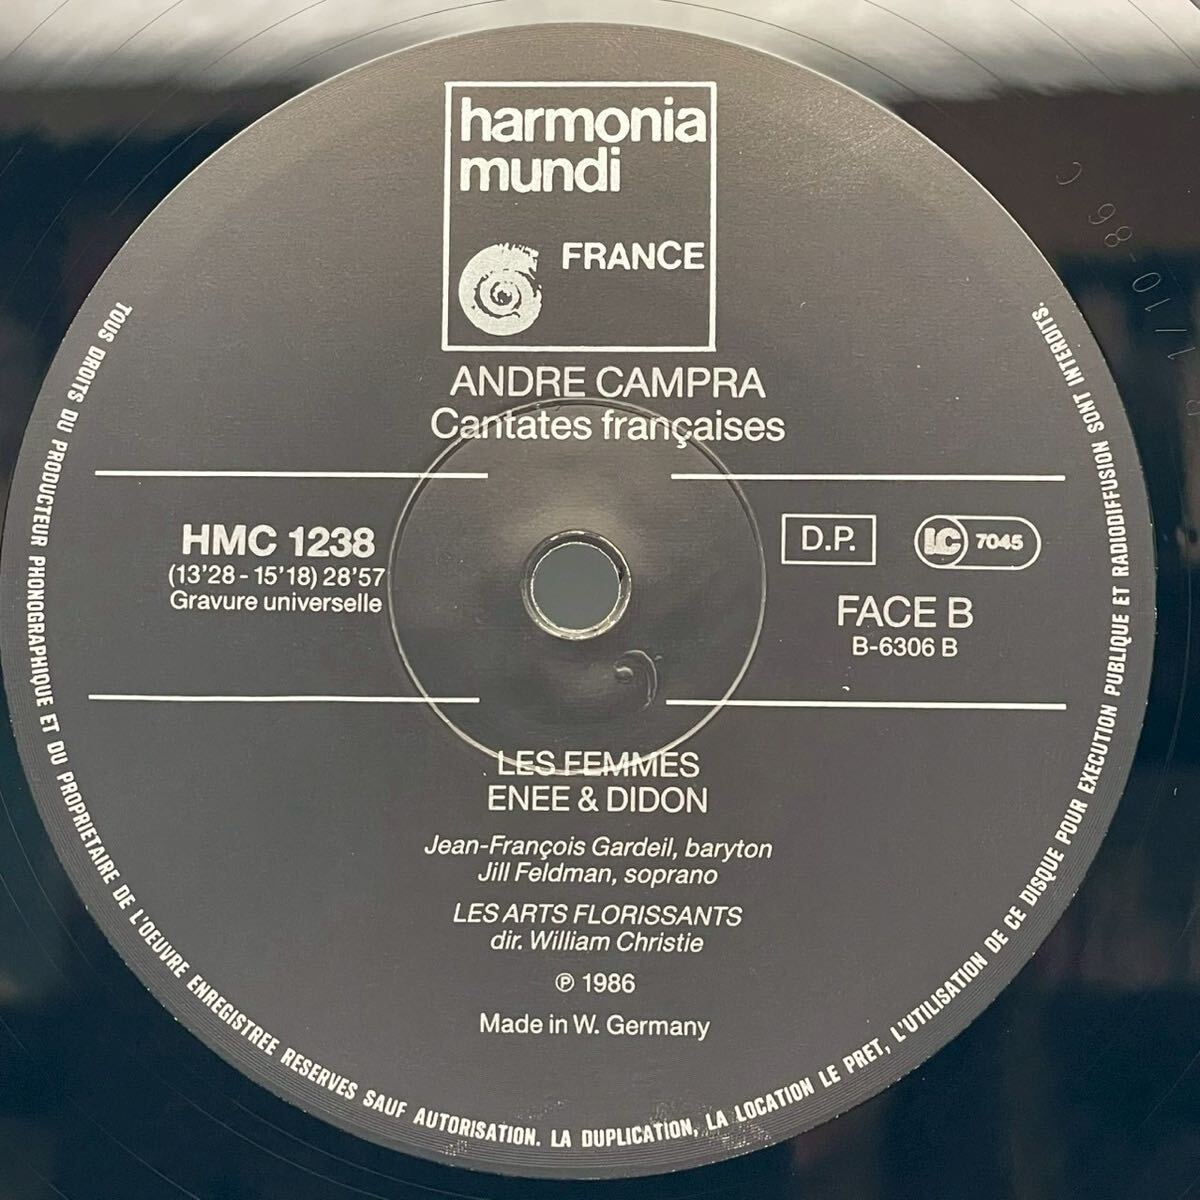 harmonia
mundi
FRANCE
ANDRE CAMPRA
Cantates françaises
HMC 1238
(13'28 - 15'18) 28'57
Gravure universelle
D.P.
LC 7045
FACE B
B-6306 B
LES FEMMES
ENEE & DIDON
Jean-François Gardeil, baryton
Jill Feldman, soprano
LES ARTS FLORISSANTS
dir. William Christie
℗ 1986
Made in W. Germany
TOUS DROITS DU PRODUCTEUR PHONOGRAPHIQUE ET DU PROPRIETAIRE DE L'OEUVRE ENREGISTREE RESERVES SAUF AUTORISATION. LA DUPLICATION, LA LOCATION LE PRET, L'UTILISATION DE CE DISQUE POUR EXECUTION PUBLIQUE ET RADIODIFFUSION SONT INTERDITS.